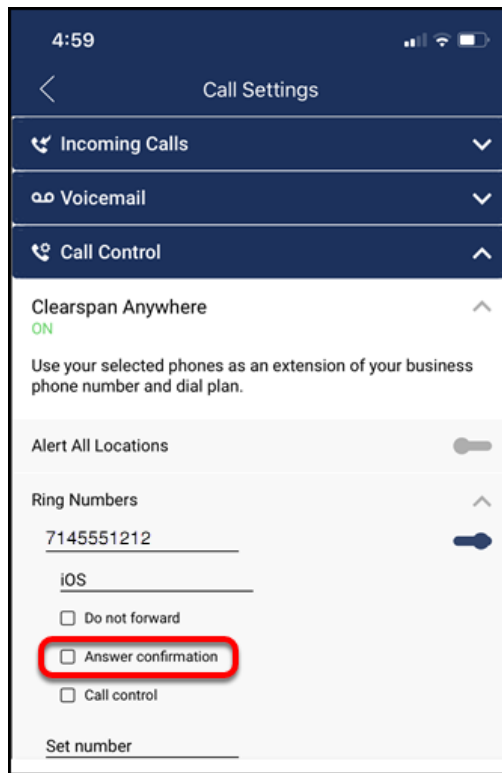 4:59
Call Settings
Incoming Calls
Voicemail
Call Control
Clearspan Anywhere
ON
Use your selected phones as an extension of your business
phone number and dial plan.
Alert All Locations
Ring Numbers
7145551212
iOS
Do not forward
Answer confirmation
Call control
Set number